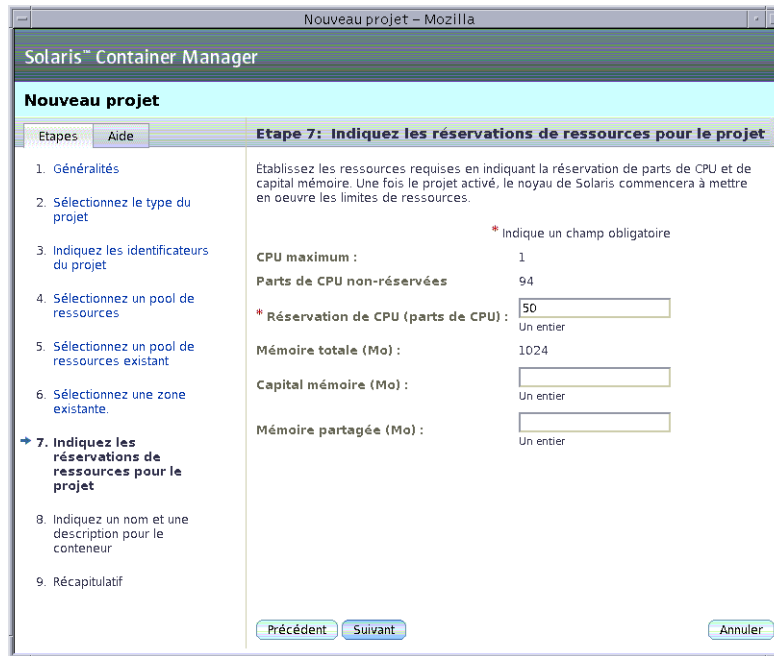 Nouveau projet – Mozilla
Solaris™ Container Manager
Nouveau projet
Etapes
Aide
1. Généralités
2. Sélectionnez le type du
projet
3. Indiquez les identificateurs
du projet
4. Sélectionnez un pool de
ressources
5. Sélectionnez un pool de
ressources existant
6. Sélectionnez une zone
existante.
7. Indiquez les
réservations de
ressources pour le
projet
8. Indiquez un nom et une
description pour le
conteneur
9. Récapitulatif
Etape 7: Indiquez les réservations de ressources pour le projet
Établissez les ressources requises en indiquant la réservation de parts de CPU et de
capital mémoire. Une fois le projet activé, le noyau de Solaris commencera à mettre
en oeuvre les limites de ressources.
* Indique un champ obligatoire
CPU maximum : 1
Parts de CPU non-réservées 94
* Réservation de CPU (parts de CPU) : 50
Un entier
Mémoire totale (Mo) : 1024
Capital mémoire (Mo) :
Un entier
Mémoire partagée (Mo) :
Un entier
Précédent
Suivant
Annuler